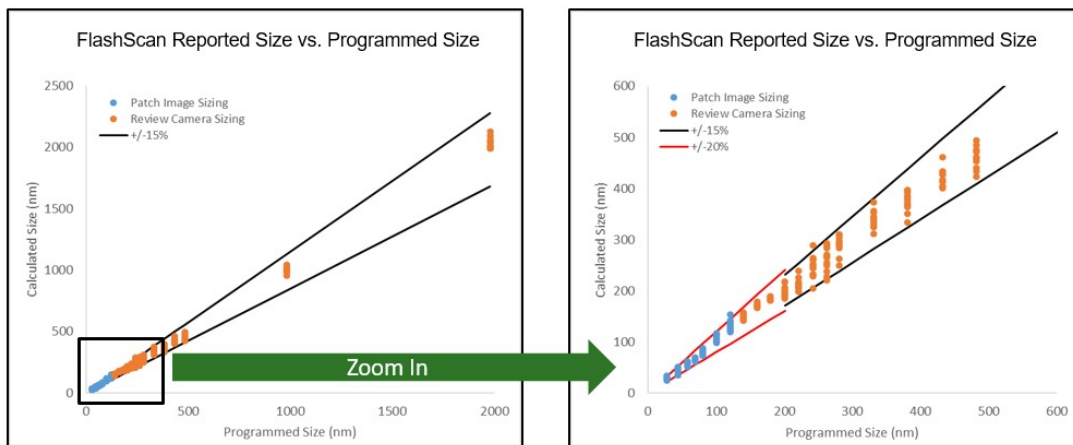 FlashScan Reported Size vs. Programmed Size
2500
2000
1500
1000
500
0
Calculated Size (nm)
Patch Image Sizing
Review Camera Sizing
+/-15%
0
500
1000
1500
2000
Programmed Size (nm)
Zoom In
FlashScan Reported Size vs. Programmed Size
600
500
400
300
200
100
0
Calculated Size (nm)
Patch Image Sizing
Review Camera Sizing
+/-15%
+/-20%
0
100
200
300
400
500
600
Programmed Size (nm)